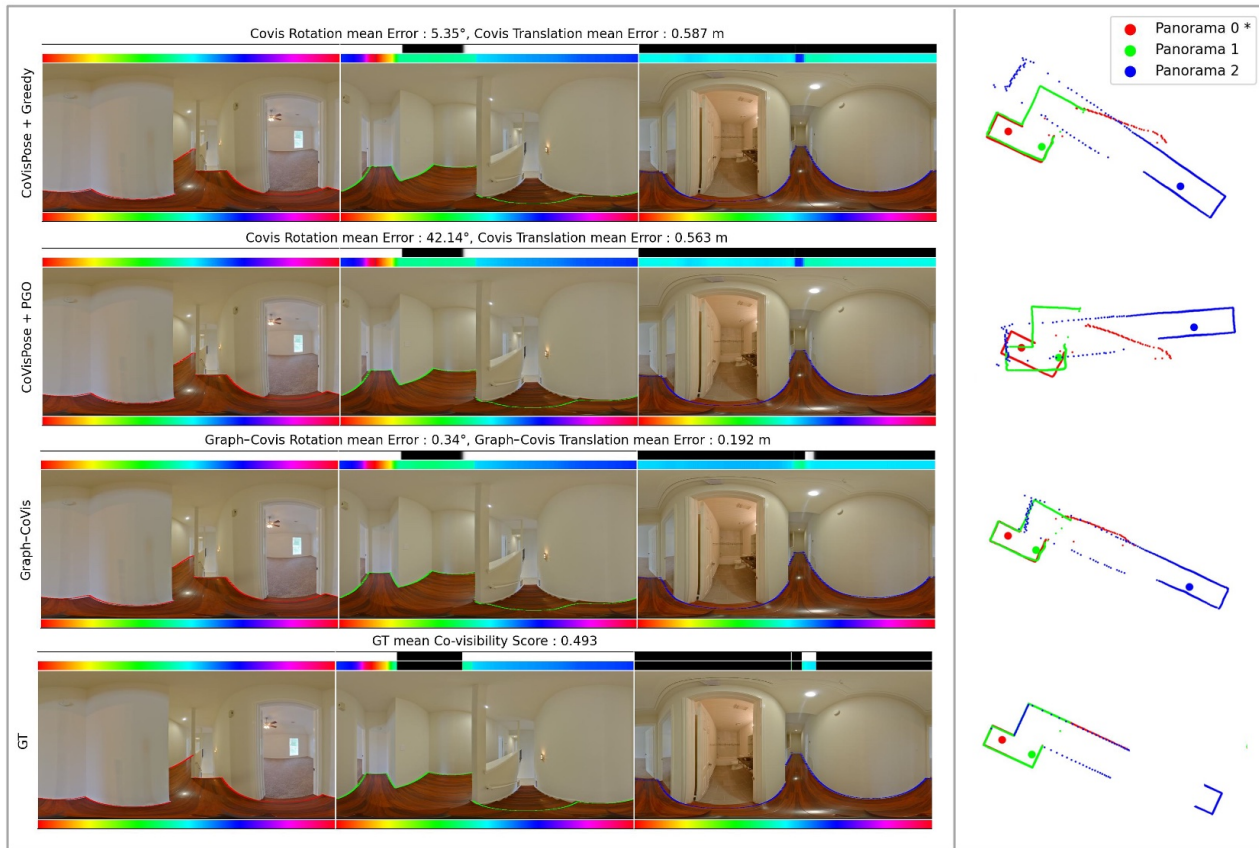 Covis Rotation mean Error : 5.35°, Covis Translation mean Error : 0.587 m
CoVisPose + Greedy
Panorama 0 *
Panorama 1
Panorama 2
Covis Rotation mean Error : 42.14°, Covis Translation mean Error : 0.563 m
CoVisPose + PGO
Graph–Covis Rotation mean Error : 0.34°, Graph–Covis Translation mean Error : 0.192 m
Graph–CoVis
GT mean Co-visibility Score : 0.493
GT